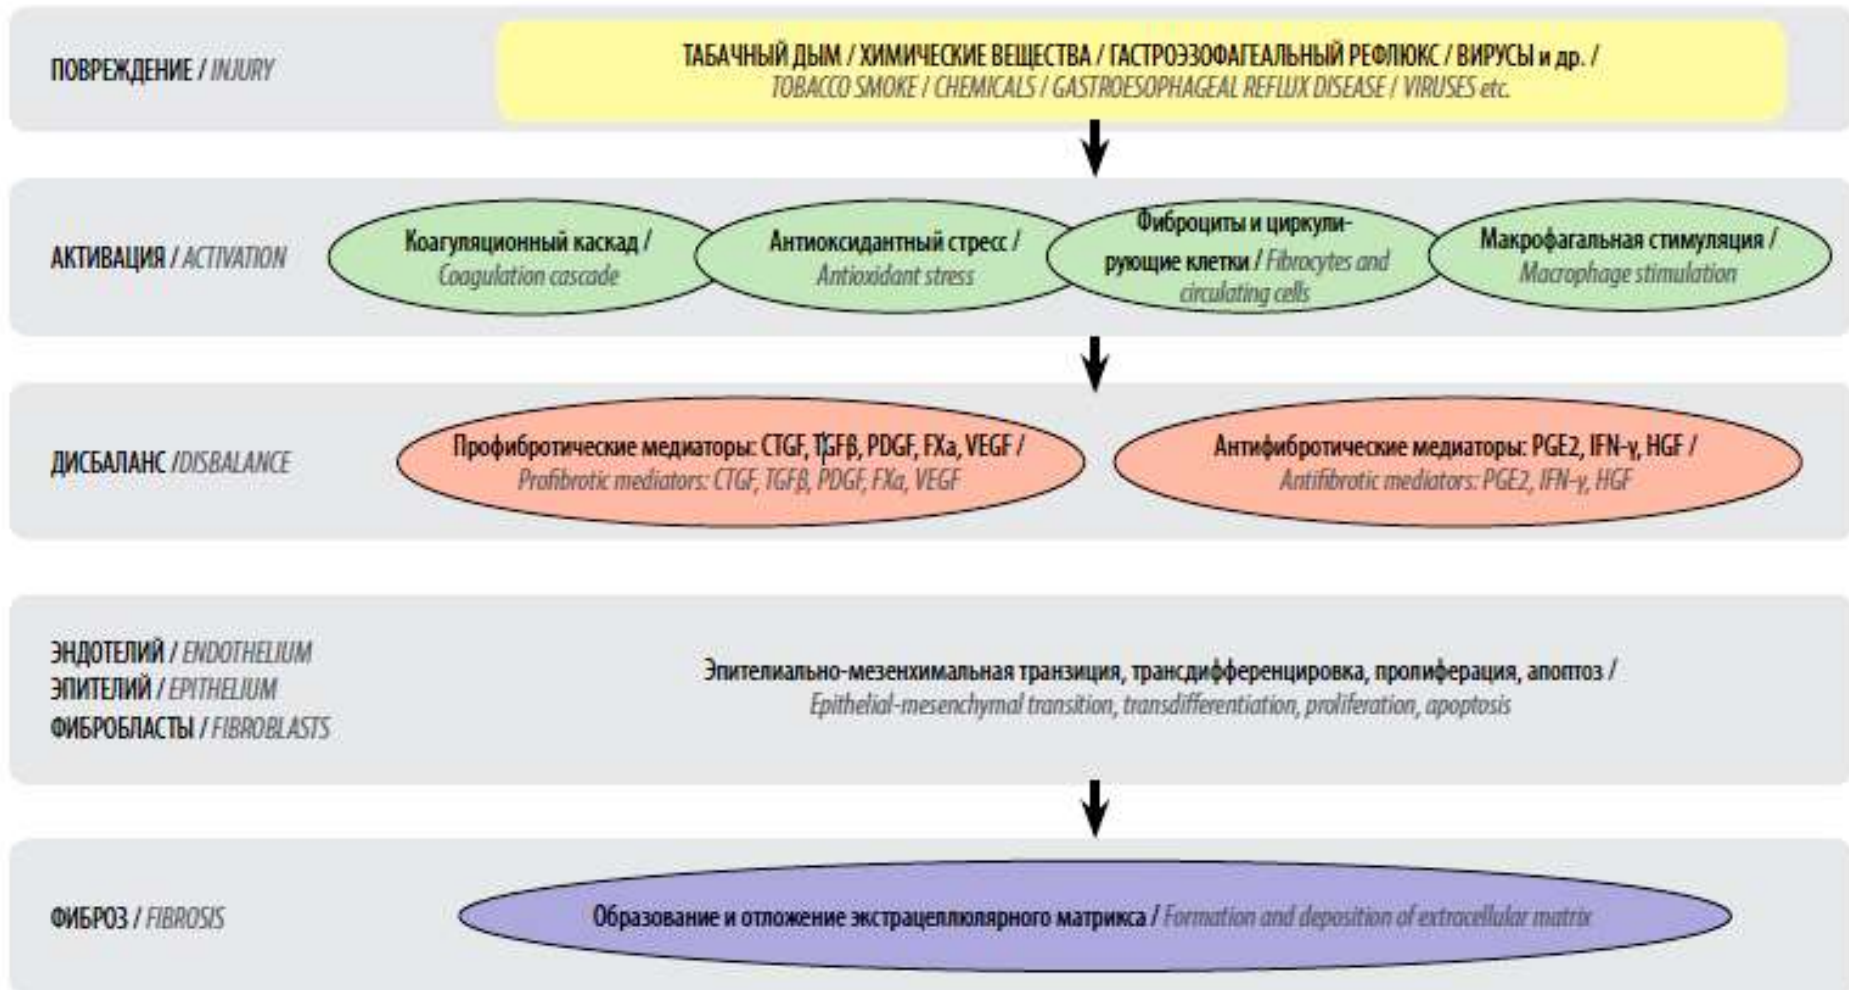 ПОВРЕЖДЕНИЕ / INJURY
ТАБАЧНЫЙ ДЫМ / ХИМИЧЕСКИЕ ВЕЩЕСТВА / ГАСТРОЭЗОФАГЕАЛЬНЫЙ РЕФЛЮКС / ВИРУСЫ и др. /
TOBACCO SMOKE / CHEMICALS / GASTROESOPHAGEAL REFLUX DISEASE / VIRUSES etc.
АКТИВАЦИЯ / ACTIVATION
Коагуляционный каскад /
Coagulation cascade
Антиоксидантный стресс /
Antioxidant stress
Фиброциты и циркули-
рующие клетки / Fibrocytes and
circulating cells
Макрофагальная стимуляция /
Macrophage stimulation
ДИСБАЛАНС /DISBALANCE
Профибротические медиаторы: CTGF, TGFβ, PDGF, FXa, VEGF /
Profibrotic mediators: CTGF, TGFβ, PDGF, FXa, VEGF
Антифибротические медиаторы: PGE2, IFN-γ, HGF /
Antifibrotic mediators: PGE2, IFN-γ, HGF
ЭНДОТЕЛИЙ / ENDOTHELIUM
ЭПИТЕЛИЙ / EPITHELIUM
ФИБРОБЛАСТЫ / FIBROBLASTS
Эпителиально-мезенхимальная транзиция, трансдифференцировка, пролиферация, апоптоз /
Epithelial-mesenchymal transition, transdifferentiation, proliferation, apoptosis
ФИБРОЗ / FIBROSIS
Образование и отложение экстрацеллюлярного матрикса / Formation and deposition of extracellular matrix